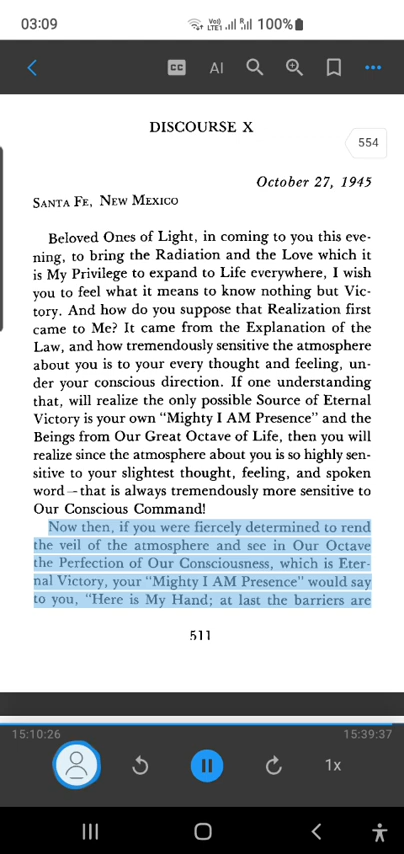 03:09
Vo)) LTE1 R 100%
CC AI
DISCOURSE X
554
October 27, 1945
SANTA FE, NEW MEXICO
Beloved Ones of Light, in coming to you this eve-
ning, to bring the Radiation and the Love which it
is My Privilege to expand to Life everywhere, I wish
you to feel what it means to know nothing but Vic-
tory. And how do you suppose that Realization first
came to Me? It came from the Explanation of the
Law, and how tremendously sensitive the atmosphere
about you is to your every thought and feeling, un-
der your conscious direction. If one understanding
that, will realize the only possible Source of Eternal
Victory is your own “Mighty I AM Presence” and the
Beings from Our Great Octave of Life, then you will
realize since the atmosphere about you is so highly sen-
sitive to your slightest thought, feeling, and spoken
word—that is always tremendously more sensitive to
Our Conscious Command!
Now then, if you were fiercely determined to rend
the veil of the atmosphere and see in Our Octave
the Perfection of Our Consciousness, which is Eter-
nal Victory, your “Mighty I AM Presence” would say
to you, “Here is My Hand; at last the barriers are
511
15:10:26
15:39:37
1x